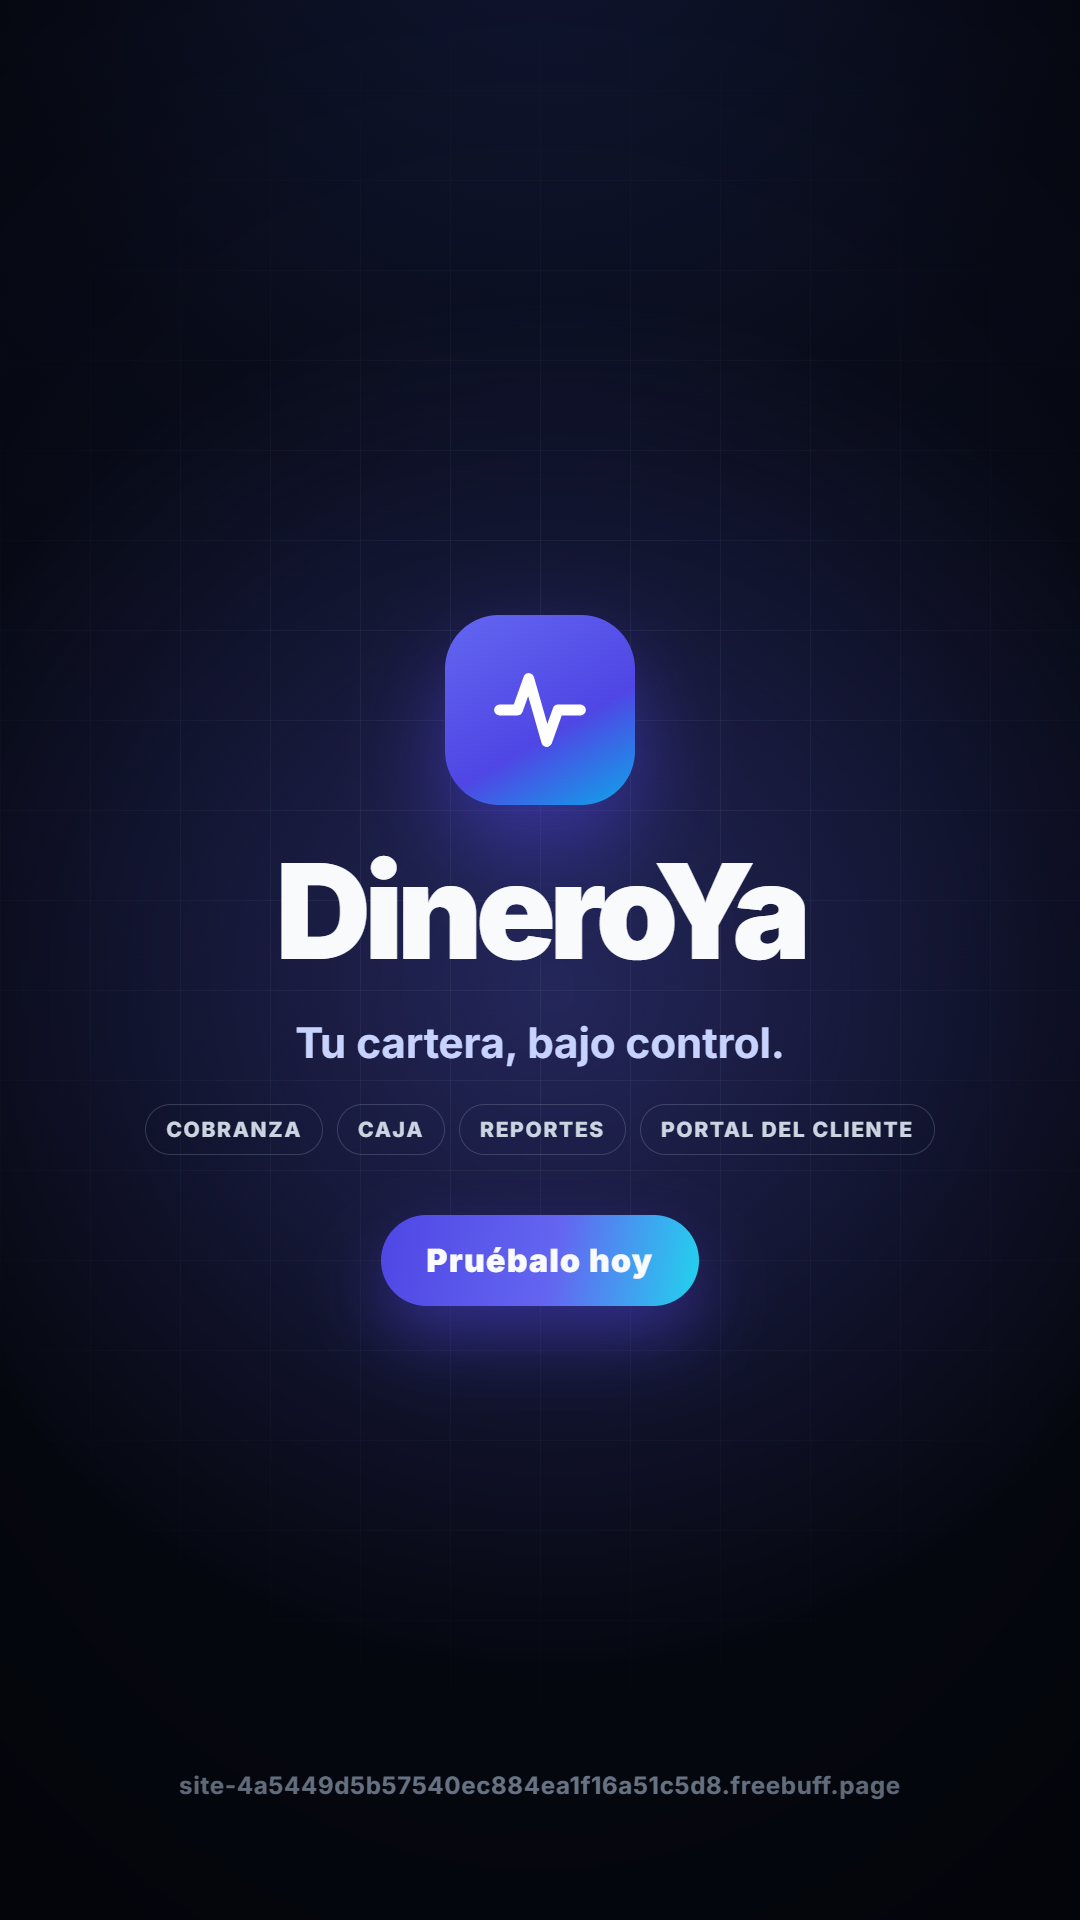 DineroYa
Tu cartera, bajo control.
COBRANZA CAJA REPORTES PORTAL DEL CLIENTE
Pruébalo hoy
site-4a5449d5b57540ec884ea1f16a51c5d8.freebuff.page